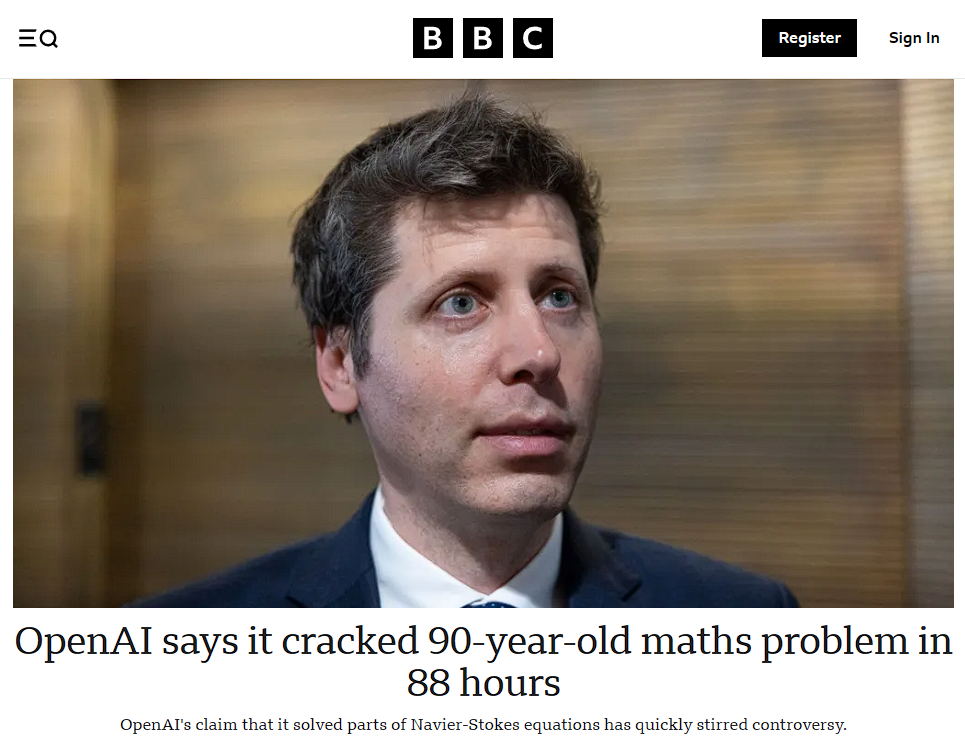 BBC
Register
Sign In
OpenAI says it cracked 90-year-old maths problem in
88 hours
OpenAI's claim that it solved parts of Navier-Stokes equations has quickly stirred controversy.